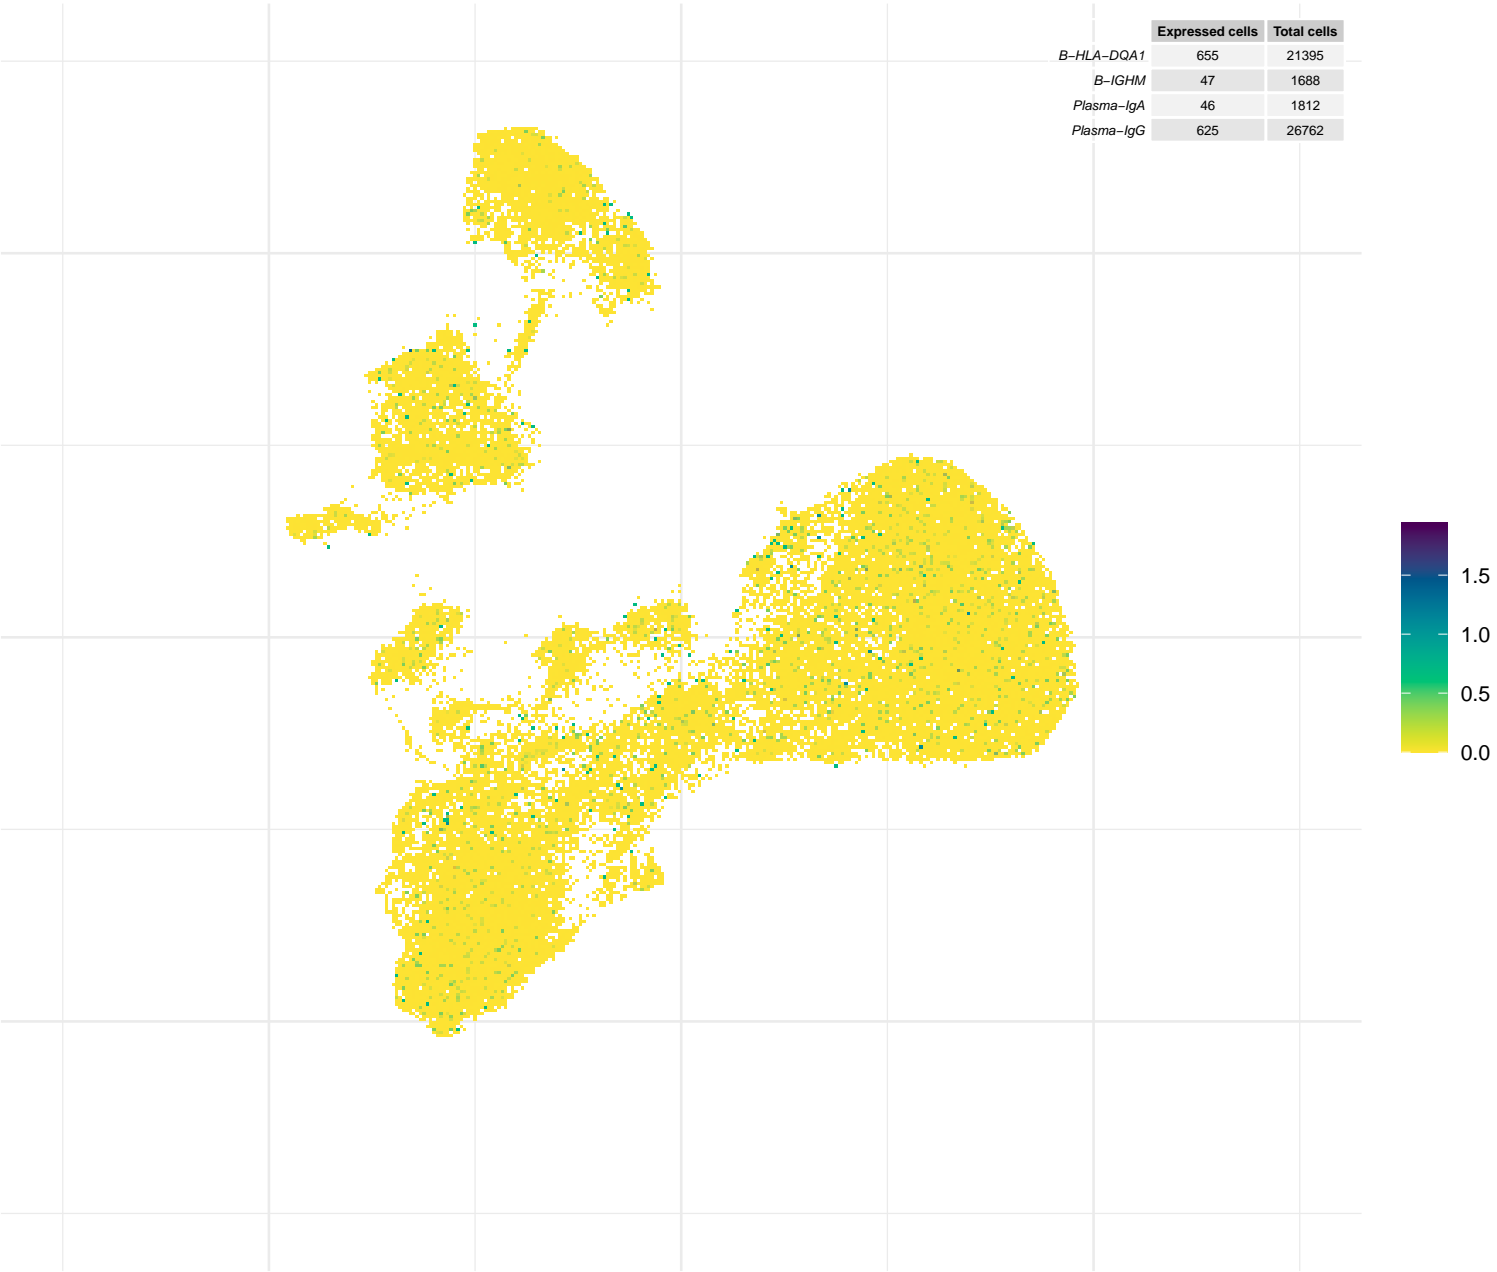 Expressed cells Total cells
B−HLA−DQA1 655 21395
B−IGHM 47 1688
Plasma−IgA 46 1812
Plasma−IgG 625 26762
1.5
1.0
0.5
0.0